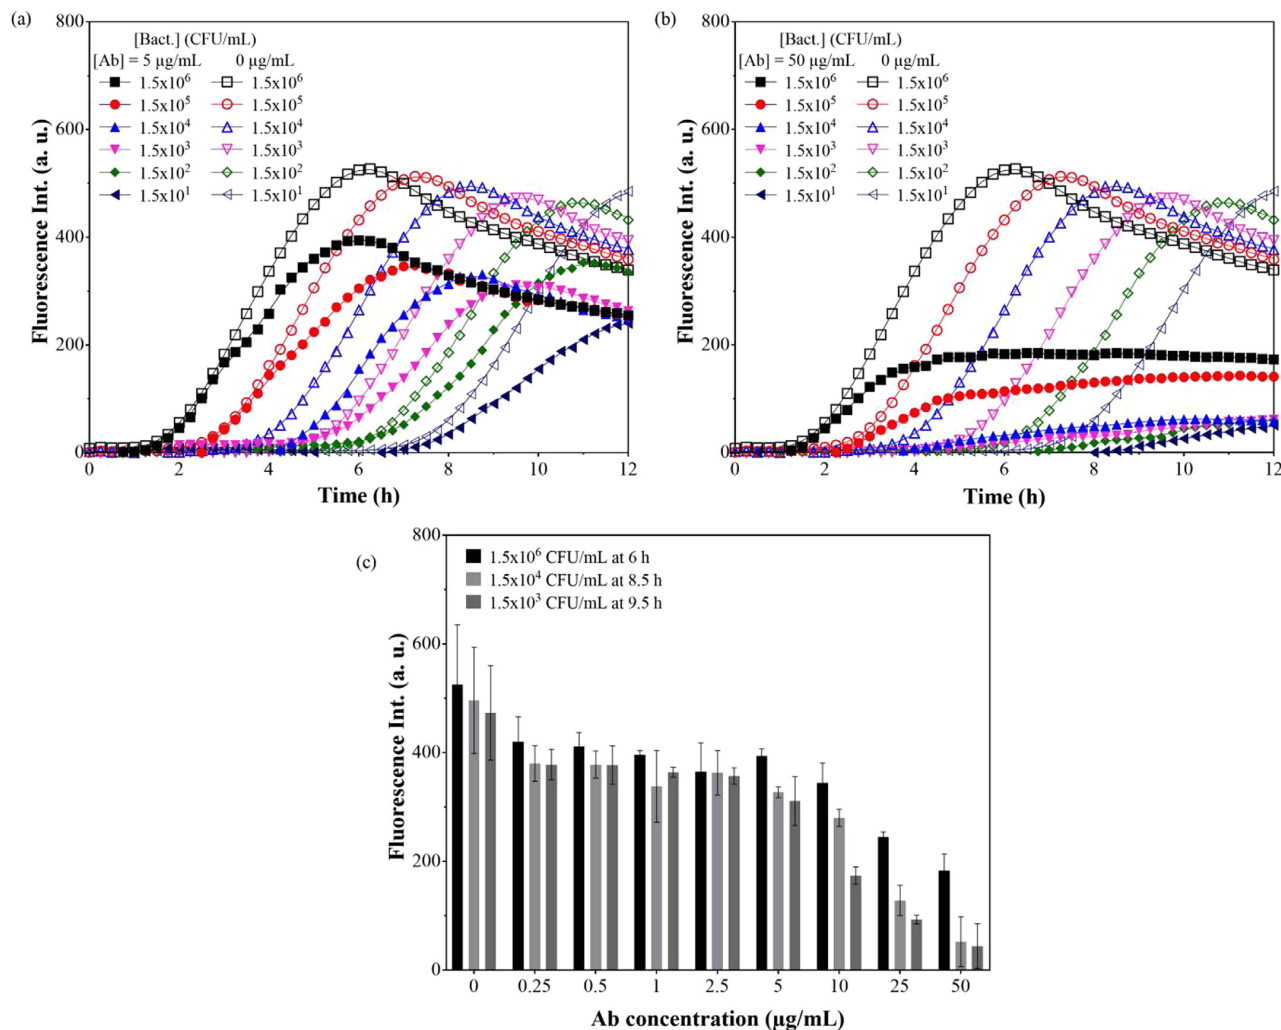 (a)
800
600
400
200
0
Fluorescence Int. (a. u.)
[Bact.] (CFU/mL)
[Ab] = 5 µg/mL 0 µg/mL
1.5x10⁶ 1.5x10⁶
1.5x10⁵ 1.5x10⁵
1.5x10⁴ 1.5x10⁴
1.5x10³ 1.5x10³
1.5x10² 1.5x10²
1.5x10¹ 1.5x10¹
0 2 4 6 8 10 12
Time (h)
(b)
800
600
400
200
0
Fluorescence Int. (a. u.)
[Bact.] (CFU/mL)
[Ab] = 50 µg/mL 0 µg/mL
1.5x10⁶ 1.5x10⁶
1.5x10⁵ 1.5x10⁵
1.5x10⁴ 1.5x10⁴
1.5x10³ 1.5x10³
1.5x10² 1.5x10²
1.5x10¹ 1.5x10¹
0 2 4 6 8 10 12
Time (h)
(c)
800
600
400
200
0
Fluorescence Int. (a. u.)
1.5x10⁶ CFU/mL at 6 h
1.5x10⁴ CFU/mL at 8.5 h
1.5x10³ CFU/mL at 9.5 h
0 0.25 0.5 1 2.5 5 10 25 50
Ab concentration (µg/mL)